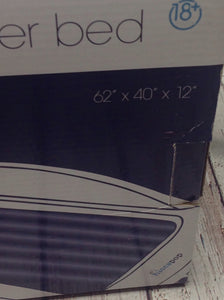 er bed
18+
62" x 40" x 12"